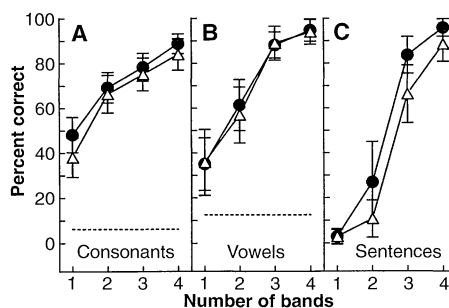 A
B
C
100
80
60
40
20
0
Percent correct
Consonants
Vowels
Sentences
1 2 3 4
1 2 3 4
1 2 3 4
Number of bands